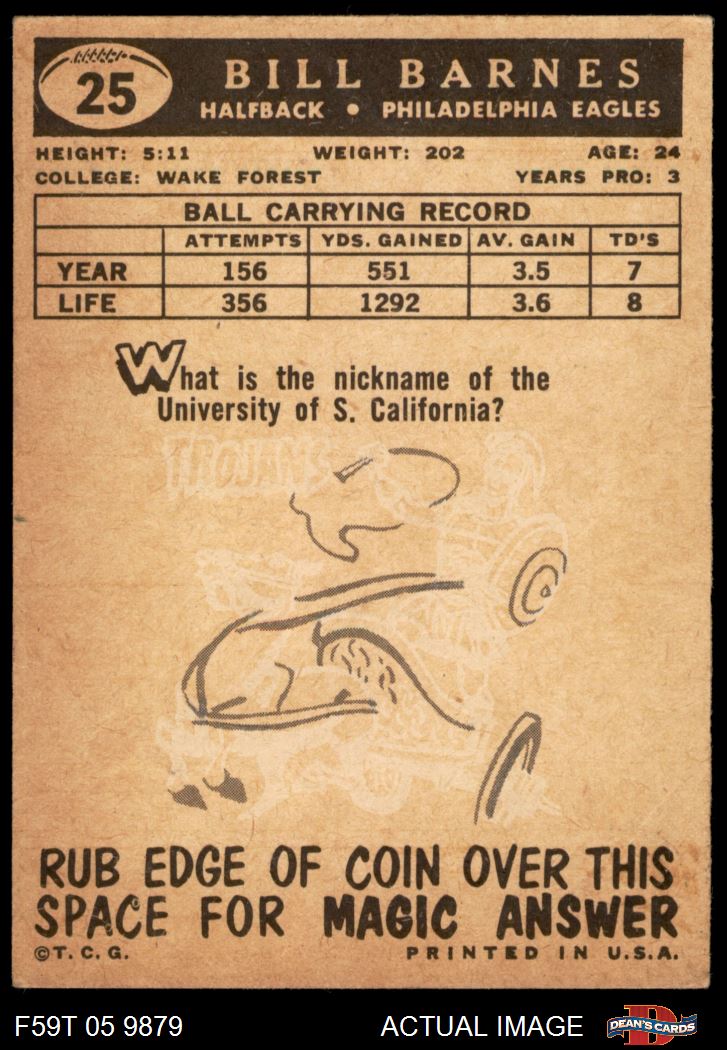 25
BILL BARNES
HALFBACK • PHILADELPHIA EAGLES
HEIGHT: 5:11 WEIGHT: 202 AGE: 24
COLLEGE: WAKE FOREST YEARS PRO: 3
BALL CARRYING RECORD
ATTEMPTS YDS. GAINED AV. GAIN TD'S
YEAR 156 551 3.5 7
LIFE 356 1292 3.6 8
What is the nickname of the
University of S. California?
TROJANS
RUB EDGE OF COIN OVER THIS
SPACE FOR MAGIC ANSWER
©T. C. G. PRINTED IN U.S.A.
F59T 05 9879 ACTUAL IMAGE DEAN'S CARDS